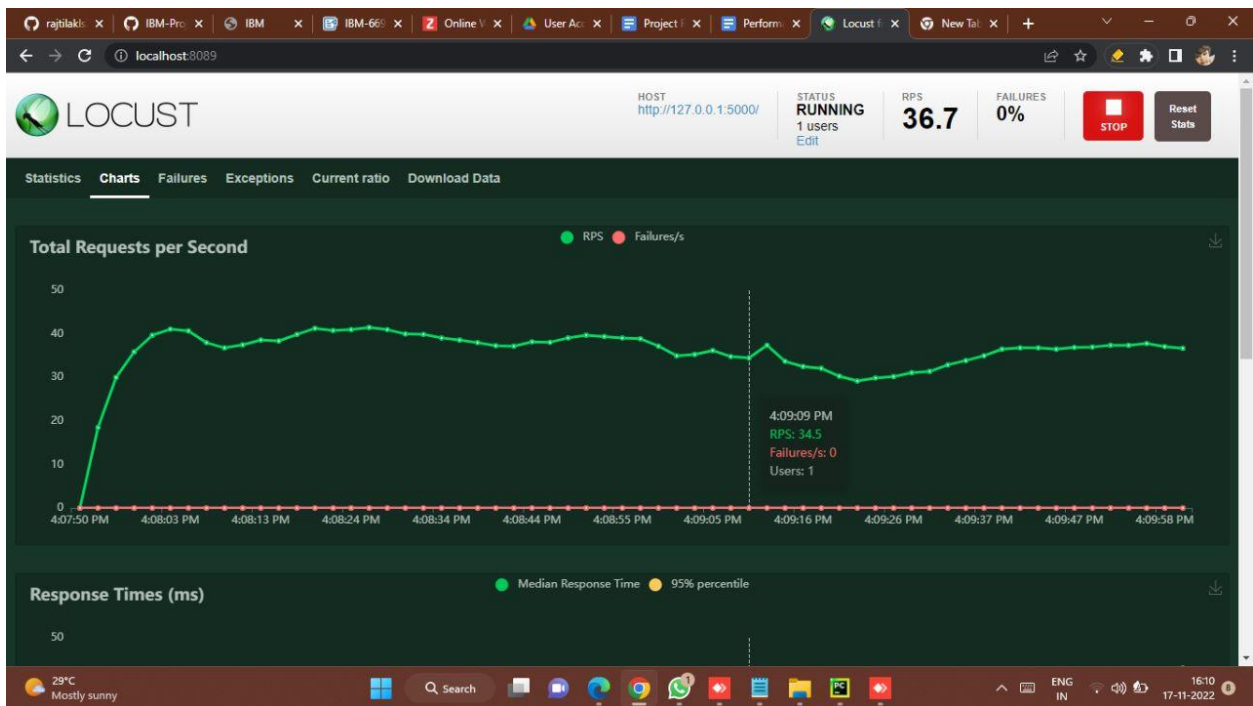 rajtilakls IBM-Pro IBM IBM-669 Online V User Acc Project F Perform Locust f New Tab
localhost:8089
LOCUST
HOST
http://127.0.0.1:5000/
STATUS
RUNNING
1 users
Edit
RPS
36.7
FAILURES
0%
STOP
Reset
Stats
Statistics Charts Failures Exceptions Current ratio Download Data
Total Requests per Second
RPS Failures/s
50
40
30
20
10
0
4:09:09 PM
RPS: 34.5
Failures/s: 0
Users: 1
4:07:50 PM 4:08:03 PM 4:08:13 PM 4:08:24 PM 4:08:34 PM 4:08:44 PM 4:08:55 PM 4:09:05 PM 4:09:16 PM 4:09:26 PM 4:09:37 PM 4:09:47 PM 4:09:58 PM
Response Times (ms)
Median Response Time 95% percentile
50
29°C
Mostly sunny
Search
ENG
IN
16:10
17-11-2022